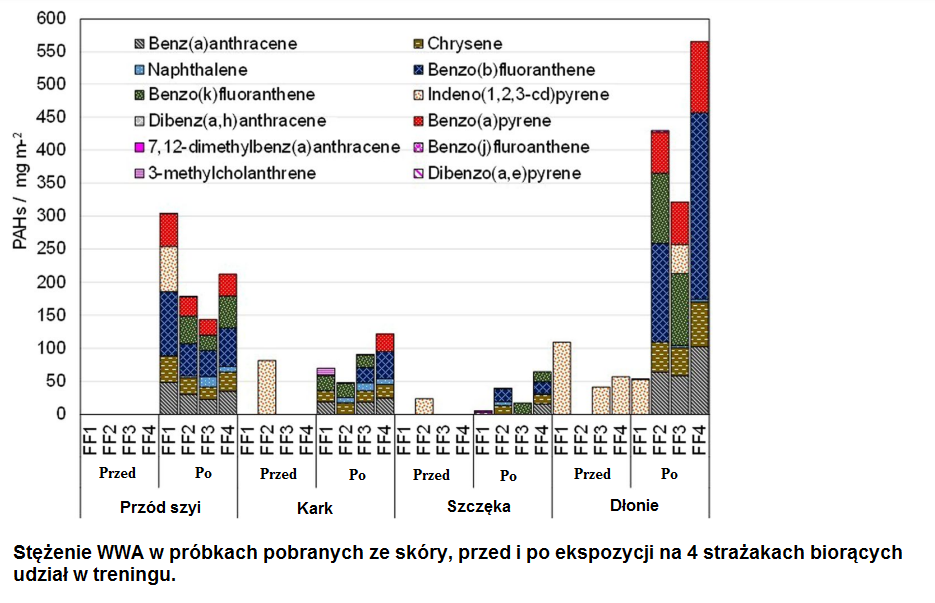 600
550
500
450
400
350
300
250
200
150
100
50
0
PAHs / mg m-2
Benz(a)anthracene
Chrysene
Naphthalene
Benzo(b)fluoranthene
Benzo(k)fluoranthene
Indeno(1,2,3-cd)pyrene
Dibenz(a,h)anthracene
Benzo(a)pyrene
7,12-dimethylbenz(a)anthracene
Benzo(j)fluroanthene
3-methylcholanthrene
Dibenzo(a,e)pyrene
FF1 FF2 FF3 FF4 FF1 FF2 FF3 FF4 FF1 FF2 FF3 FF4 FF1 FF2 FF3 FF4 FF1 FF2 FF3 FF4 FF1 FF2 FF3 FF4 FF1 FF2 FF3 FF4 FF1 FF2 FF3 FF4
Przed Po Przed Po Przed Po Przed Po
Przód szyi Kark Szczęka Dłonie
Stężenie WWA w próbkach pobranych ze skóry, przed i po ekspozycji na 4 strażakach biorących
udział w treningu.